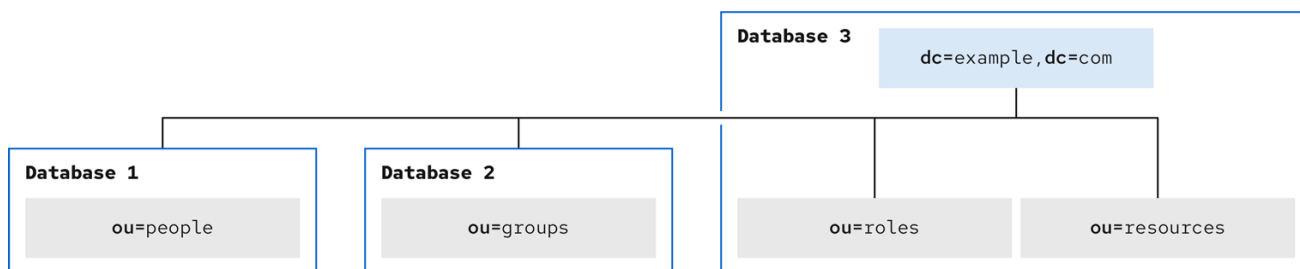 Database 3
dc=example,dc=com
Database 1
Database 2
ou=people
ou=groups
ou=roles
ou=resources